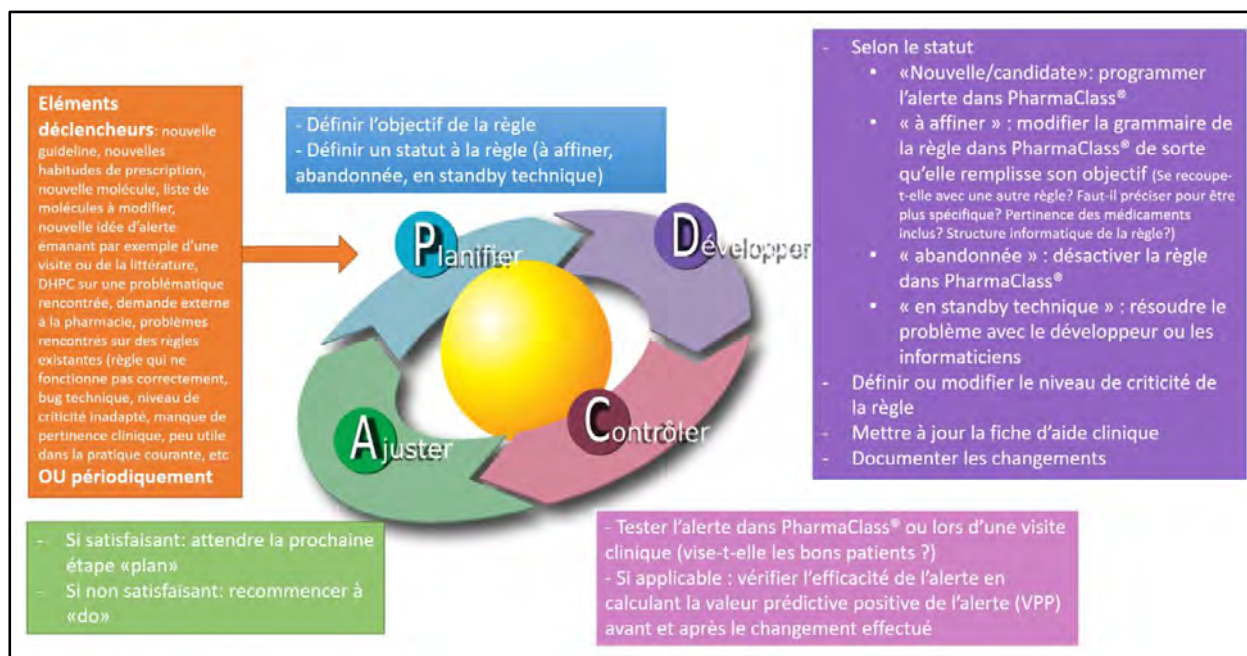 Eléments
déclencheurs: nouvelle
guideline, nouvelles
habitudes de prescription,
nouvelle molécule, liste de
molécules à modifier,
nouvelle idée d'alerte
émanant par exemple d'une
visite ou de la littérature,
DHPC sur une problématique
rencontrée, demande externe
à la pharmacie, problèmes
rencontrés sur des règles
existantes (règle qui ne
fonctionne pas correctement,
bug technique, niveau de
criticité inadapté, manque de
pertinence clinique, peu utile
dans la pratique courante, etc
OU périodiquement
- Définir l'objectif de la règle
- Définir un statut à la règle (à affiner,
abandonnée, en standby technique)
Planifier
Développer
Contrôler
Ajuster
- Selon le statut
• «Nouvelle/candidate»: programmer
l'alerte dans PharmaClass®
• « à affiner » : modifier la grammaire de
la règle dans PharmaClass® de sorte
qu'elle remplisse son objectif (Se recoupe-
t-elle avec une autre règle? Faut-il préciser pour être
plus spécifique? Pertinence des médicaments
inclus? Structure informatique de la règle?)
• « abandonnée » : désactiver la règle
dans PharmaClass®
• « en standby technique » : résoudre le
problème avec le développeur ou les
informaticiens
- Définir ou modifier le niveau de criticité de
la règle
- Mettre à jour la fiche d'aide clinique
- Documenter les changements
- Si satisfaisant: attendre la prochaine
étape «plan»
- Si non satisfaisant: recommencer à
«do»
- Tester l'alerte dans PharmaClass® ou lors d'une visite
clinique (vise-t-elle les bons patients ?)
- Si applicable : vérifier l'efficacité de l'alerte en
calculant la valeur prédictive positive de l'alerte (VPP)
avant et après le changement effectué